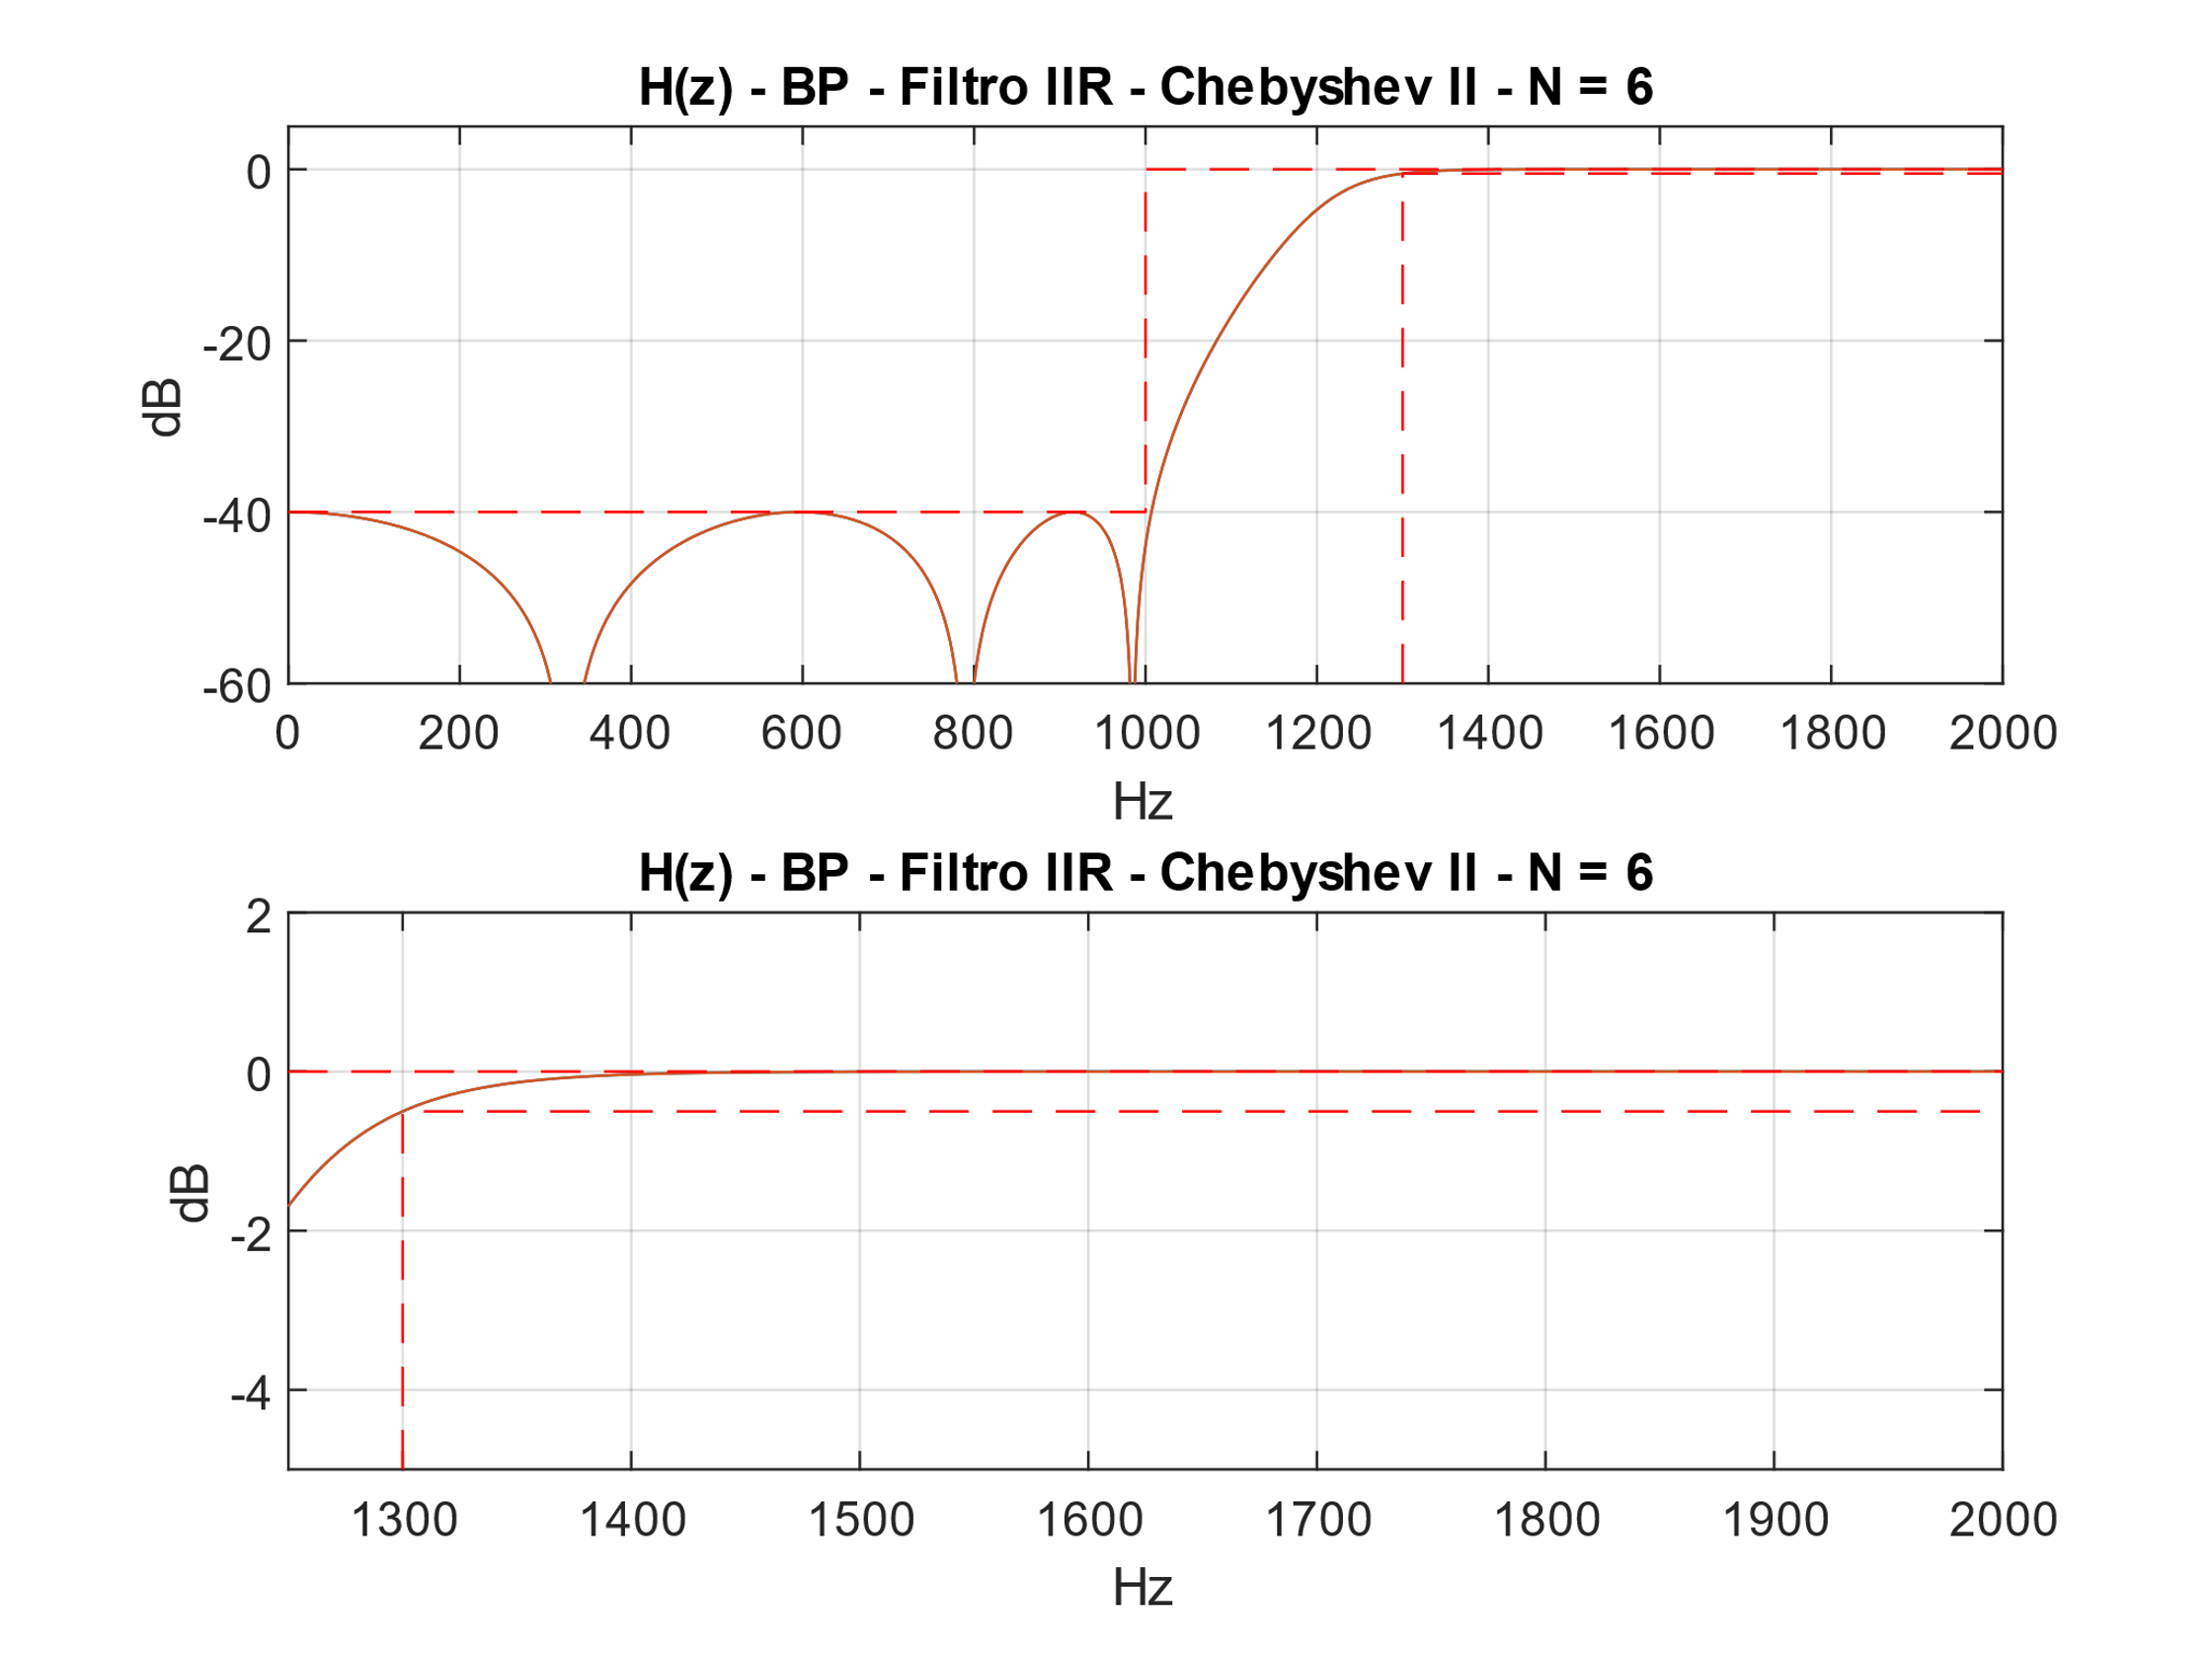 H(z) - BP - Filtro IIR - Chebyshev II - N = 6
0
-20
-40
-60
dB
0 200 400 600 800 1000 1200 1400 1600 1800 2000
Hz
H(z) - BP - Filtro IIR - Chebyshev II - N = 6
2
0
-2
-4
dB
1300 1400 1500 1600 1700 1800 1900 2000
Hz